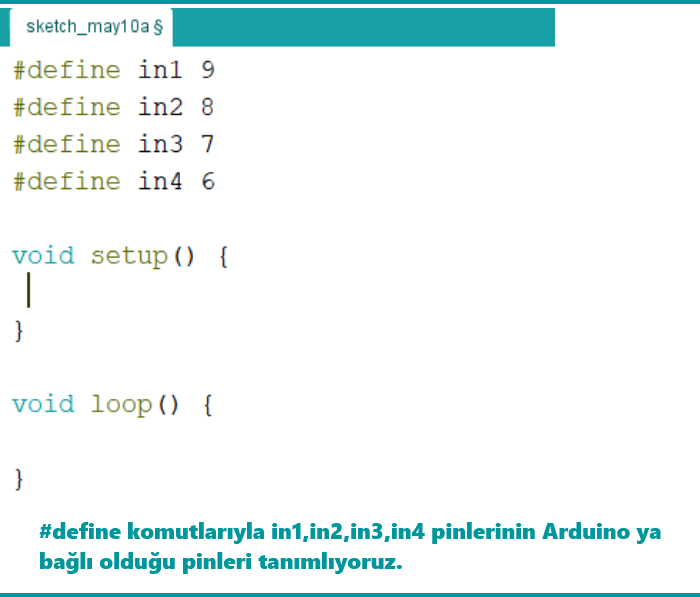 sketch_may10a §
#define in1 9
#define in2 8
#define in3 7
#define in4 6
void setup() {
}
void loop() {
}
#define komutlarıyla in1,in2,in3,in4 pinlerinin Arduino ya
bağlı olduğu pinleri tanımlıyoruz.